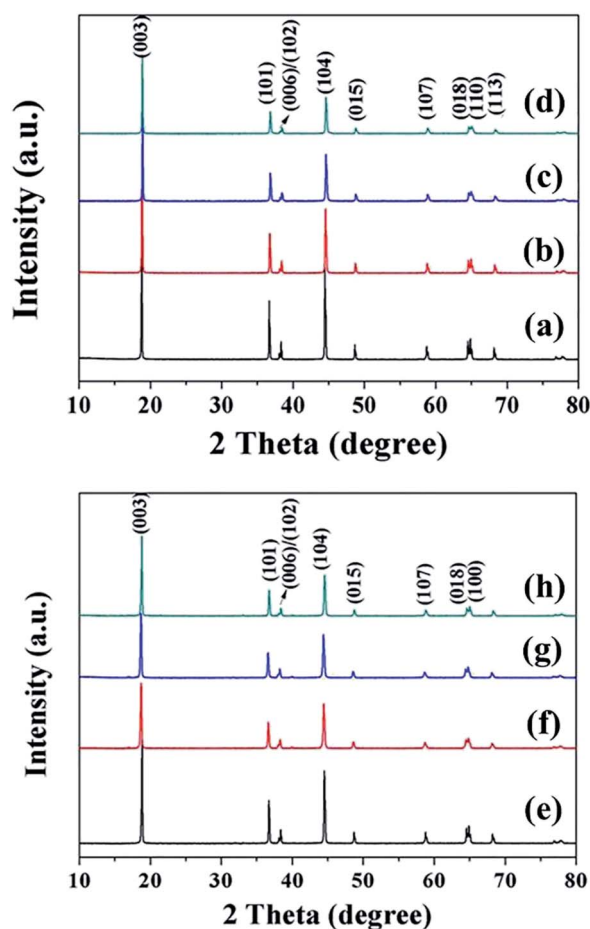 (003)
(101)
(006)/(102)
(104)
(015)
(107)
(018)
(110)
(113)
(d)
(c)
(b)
(a)
Intensity (a.u.)
10 20 30 40 50 60 70 80
2 Theta (degree)
(003)
(101)
(006)/(102)
(104)
(015)
(107)
(018)
(100)
(h)
(g)
(f)
(e)
Intensity (a.u.)
10 20 30 40 50 60 70 80
2 Theta (degree)